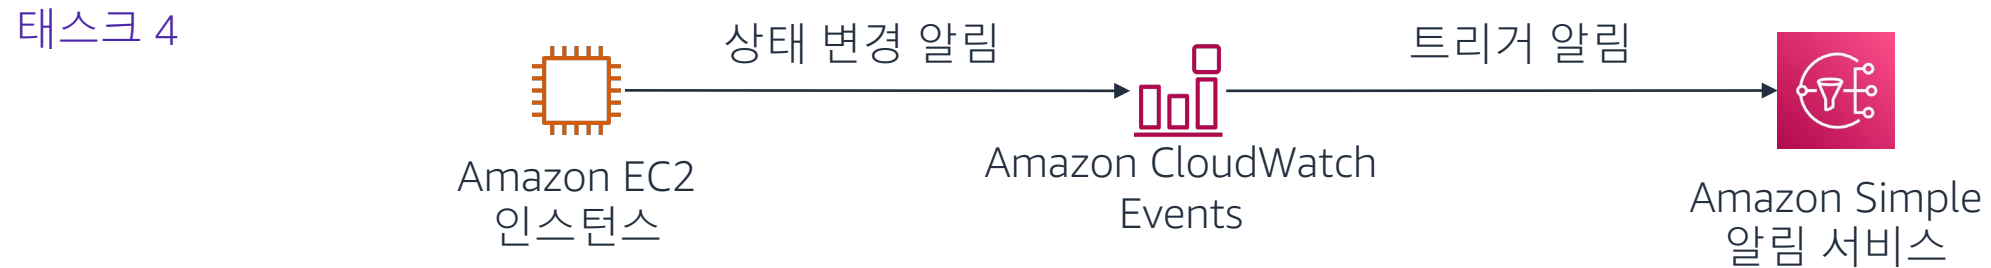 태스크 4
상태 변경 알림
트리거 알림
Amazon EC2
인스턴스
Amazon CloudWatch
Events
Amazon Simple
알림 서비스